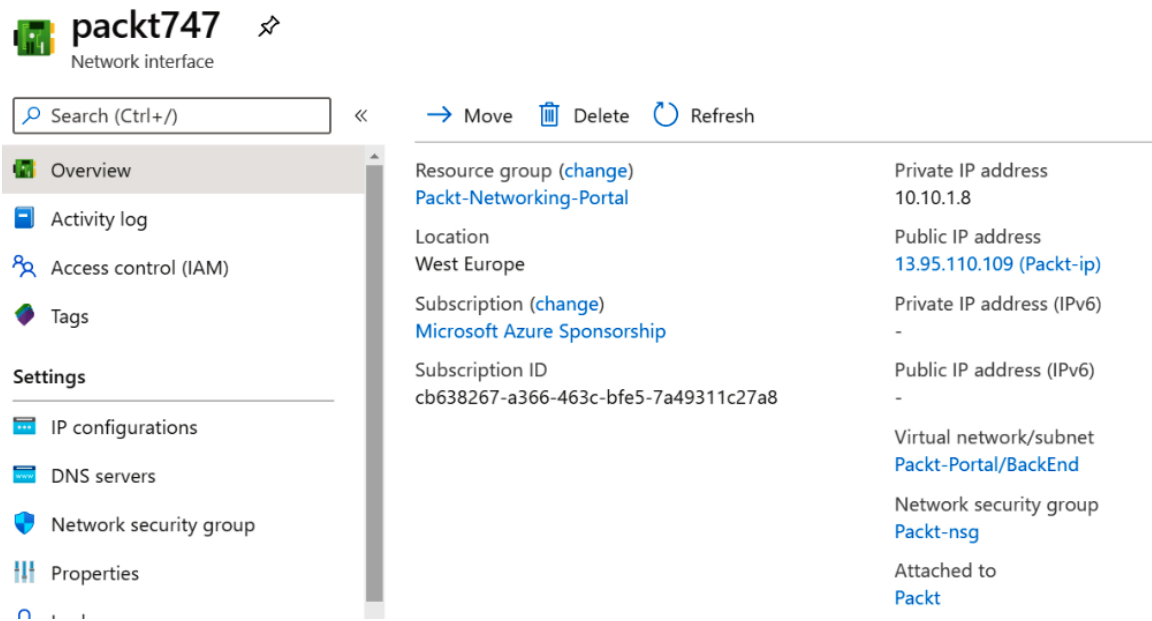 packt747
Network interface
Search (Ctrl+/)
«
Move
Delete
Refresh
Overview
Activity log
Access control (IAM)
Tags
Settings
IP configurations
DNS servers
Network security group
Properties
Resource group (change)
Packt-Networking-Portal
Location
West Europe
Subscription (change)
Microsoft Azure Sponsorship
Subscription ID
cb638267-a366-463c-bfe5-7a49311c27a8
Private IP address
10.10.1.8
Public IP address
13.95.110.109 (Packt-ip)
Private IP address (IPv6)
-
Public IP address (IPv6)
-
Virtual network/subnet
Packt-Portal/BackEnd
Network security group
Packt-nsg
Attached to
Packt